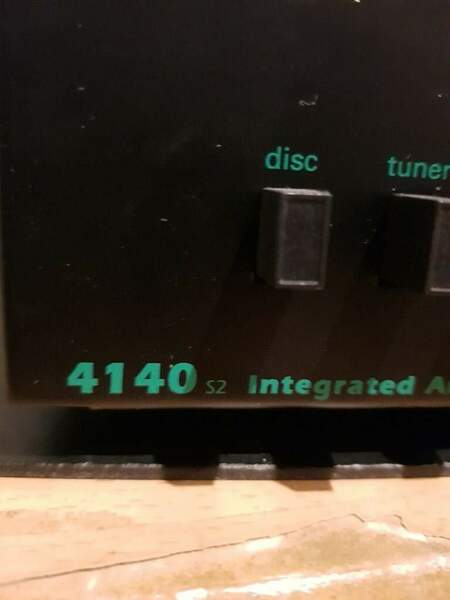 disc tuner
4140 S2 Integrated A